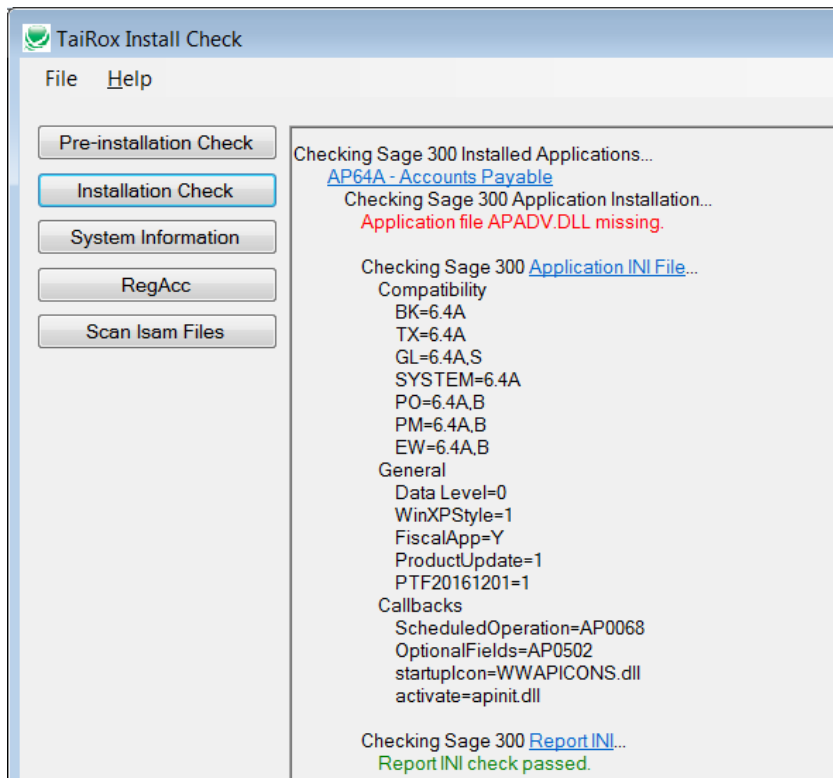 TaiRox Install Check
File Help
Pre-installation Check
Installation Check
System Information
RegAcc
Scan Isam Files
Checking Sage 300 Installed Applications...
AP64A - Accounts Payable
Checking Sage 300 Application Installation...
Application file APADV.DLL missing.
Checking Sage 300 Application INI File...
Compatibility
BK=6.4A
TX=6.4A
GL=6.4A,S
SYSTEM=6.4A
PO=6.4A,B
PM=6.4A,B
EW=6.4A,B
General
Data Level=0
WinXPStyle=1
FiscalApp=Y
ProductUpdate=1
PTF20161201=1
Callbacks
ScheduledOperation=AP0068
OptionalFields=AP0502
startupIcon=WWAPICONS.dll
activate=apinit.dll
Checking Sage 300 Report INI...
Report INI check passed.